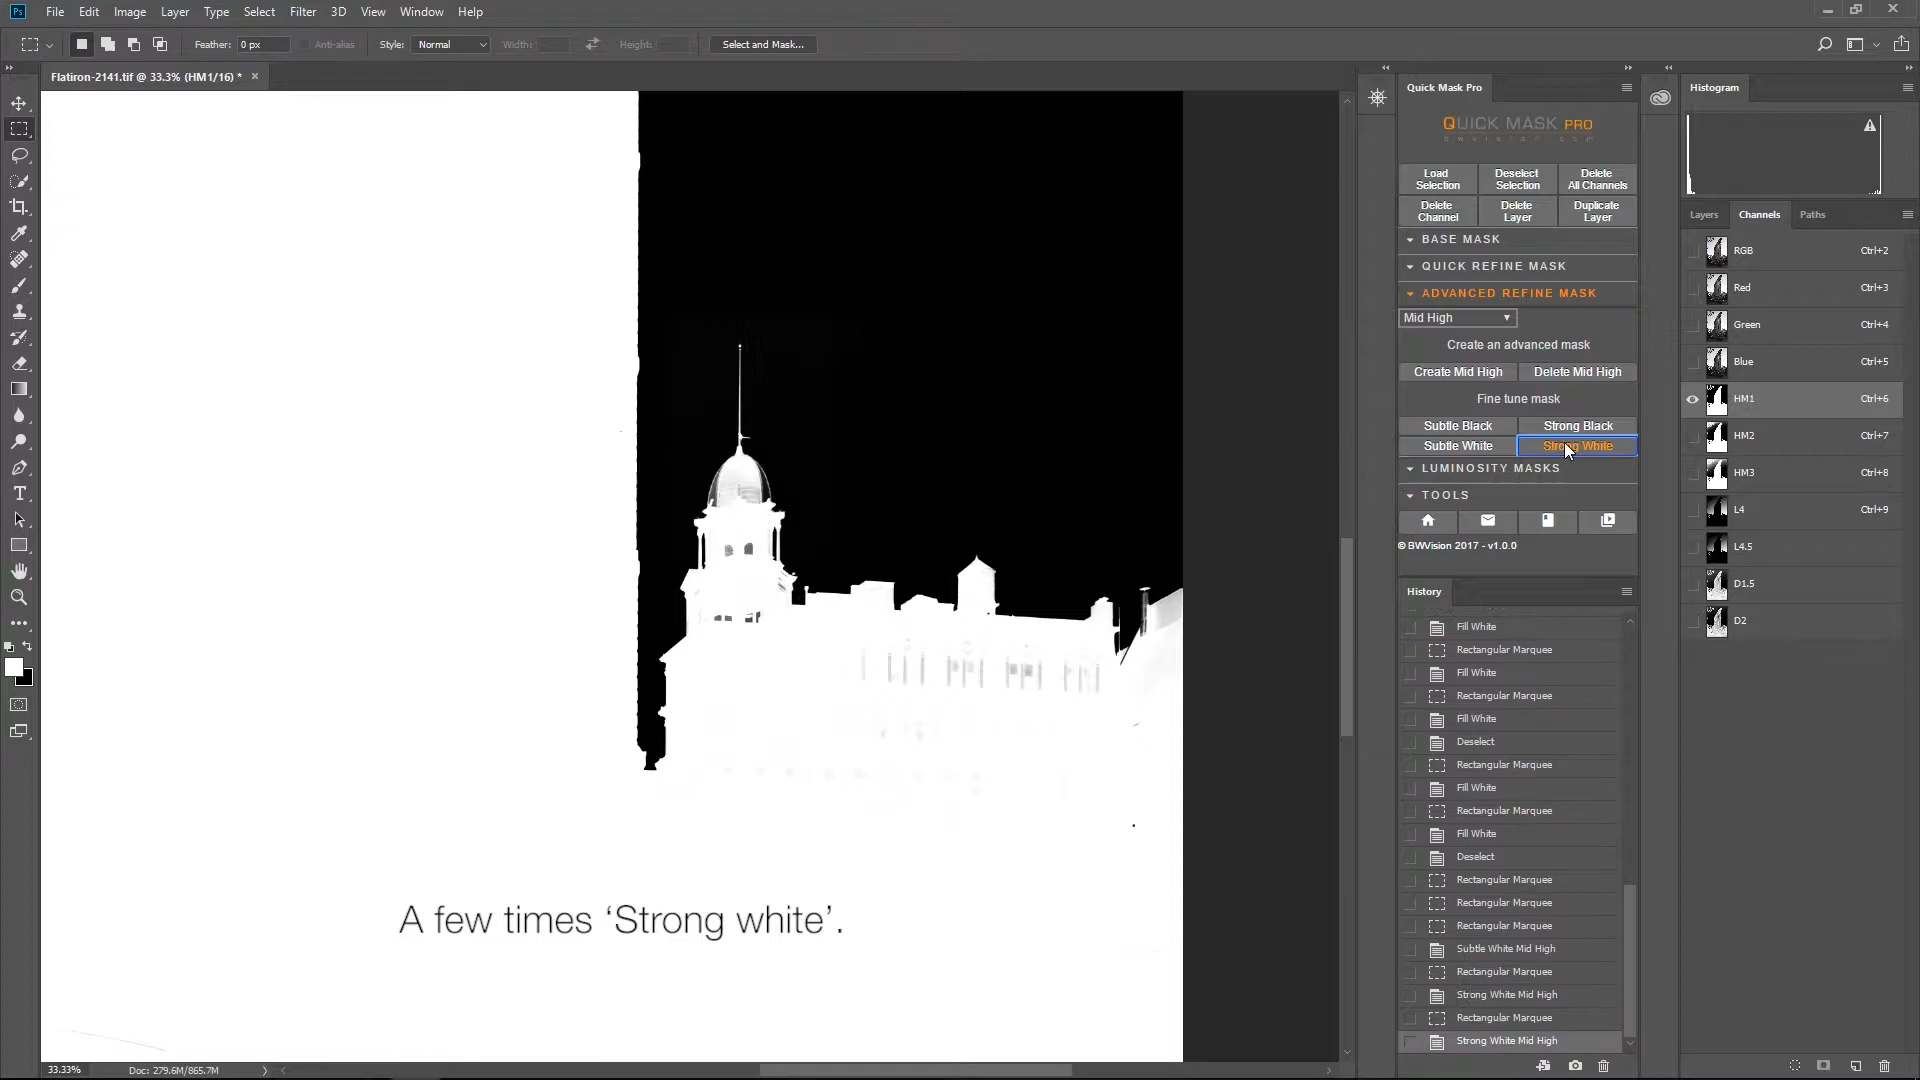 Ps File Edit Image Layer Type Select Filter 3D View Window Help
Feather: 0 px Anti-alias Style: Normal Width: Height: Select and Mask...
Flatiron-2141.tif @ 33.3% (HM1/16) * ×
Quick Mask Pro
QUICK MASK PRO
Load Selection
Deselect Selection
Delete All Channels
Delete Channel
Delete Layer
Duplicate Layer
BASE MASK
QUICK REFINE MASK
ADVANCED REFINE MASK
Mid High
Create an advanced mask
Create Mid High Delete Mid High
Fine tune mask
Subtle Black Strong Black
Subtle White Strong White
LUMINOSITY MASKS
TOOLS
© BWVision 2017 - v1.0.0
History
Fill White
Rectangular Marquee
Fill White
Rectangular Marquee
Fill White
Deselect
Rectangular Marquee
Fill White
Rectangular Marquee
Fill White
Deselect
Rectangular Marquee
Rectangular Marquee
Rectangular Marquee
Subtle White Mid High
Rectangular Marquee
Strong White Mid High
Rectangular Marquee
Strong White Mid High
Histogram
Layers Channels Paths
RGB Ctrl+2
Red Ctrl+3
Green Ctrl+4
Blue Ctrl+5
HM1 Ctrl+6
HM2 Ctrl+7
HM3 Ctrl+8
L4 Ctrl+9
L4.5
D1.5
D2
A few times ‘Strong white’.
33.33% Doc: 279.6M/865.7M